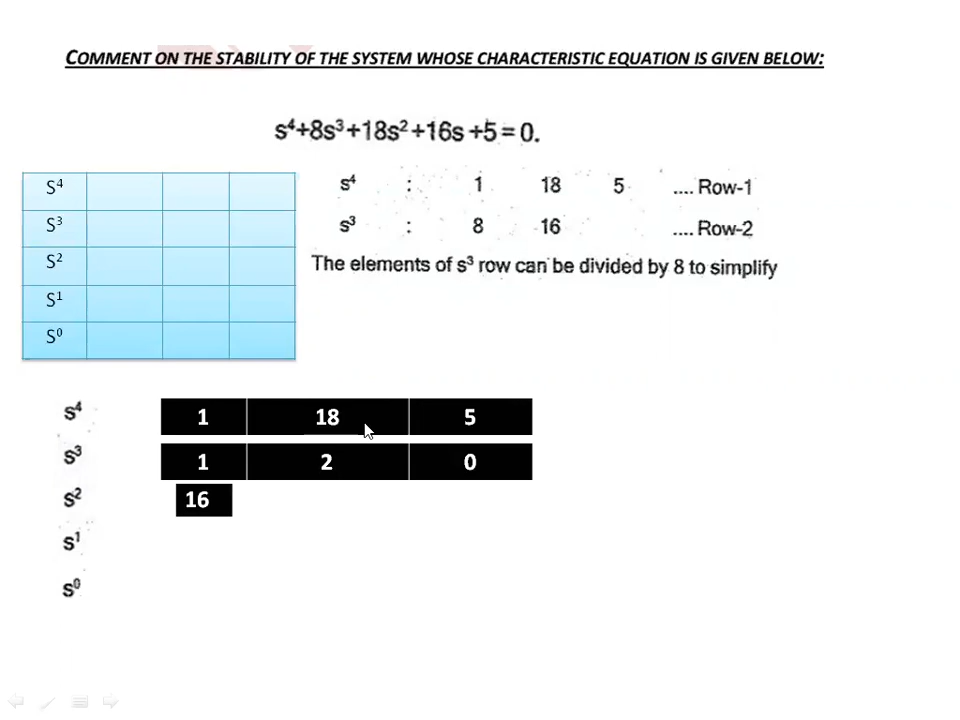 COMMENT ON THE STABILITY OF THE SYSTEM WHOSE CHARACTERISTIC EQUATION IS GIVEN BELOW:
s⁴+8s³+18s²+16s+5=0.
S⁴
S³
S²
S¹
S⁰
s⁴ : 1 18 5 .... Row-1
s³ : 8 16 .... Row-2
The elements of s³ row can be divided by 8 to simplify
s⁴ 1 18 5
s³ 1 2 0
s² 16
s¹
s⁰